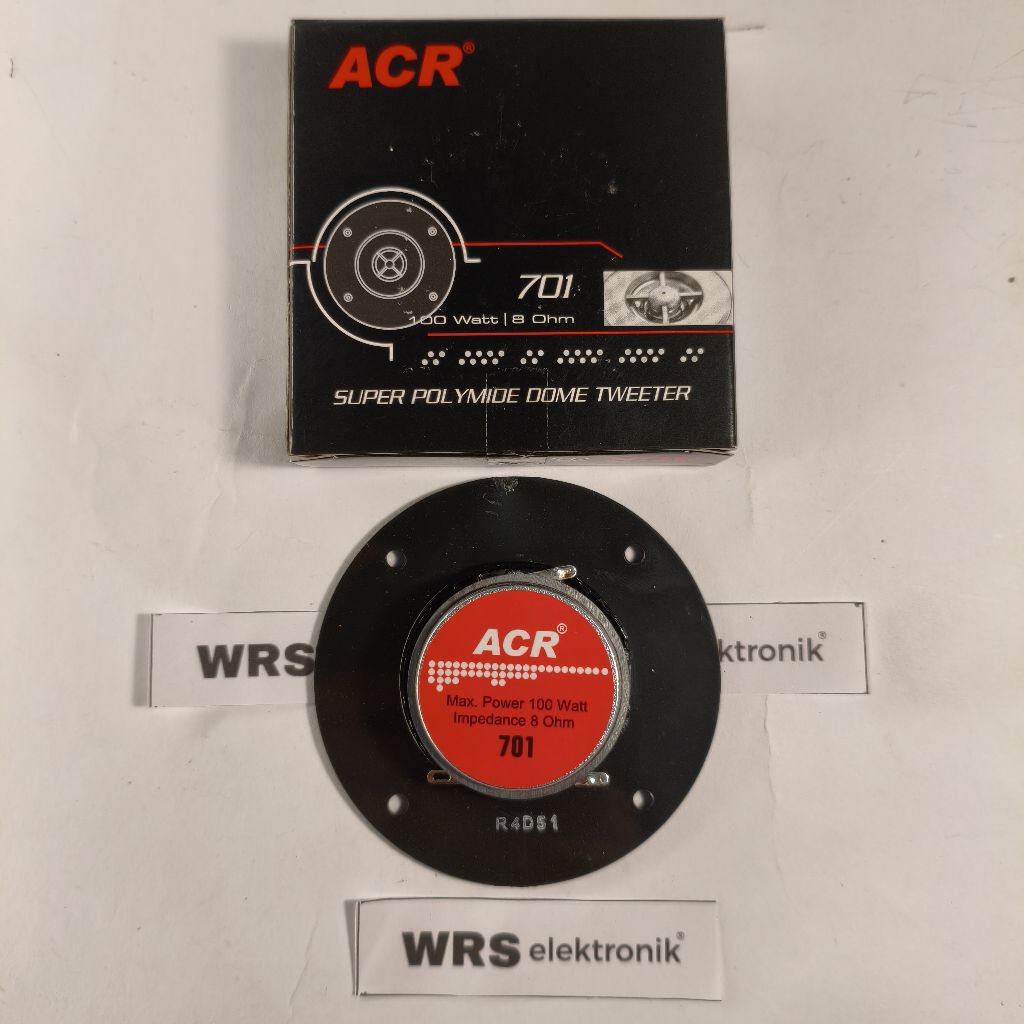 ACR®
701
100 Watt | 8 Ohm
SUPER POLYMIDE DOME TWEETER
ACR®
Max. Power 100 Watt
Impedance 8 Ohm
701
WRS
ktronik®
R4D51
WRS elektronik®